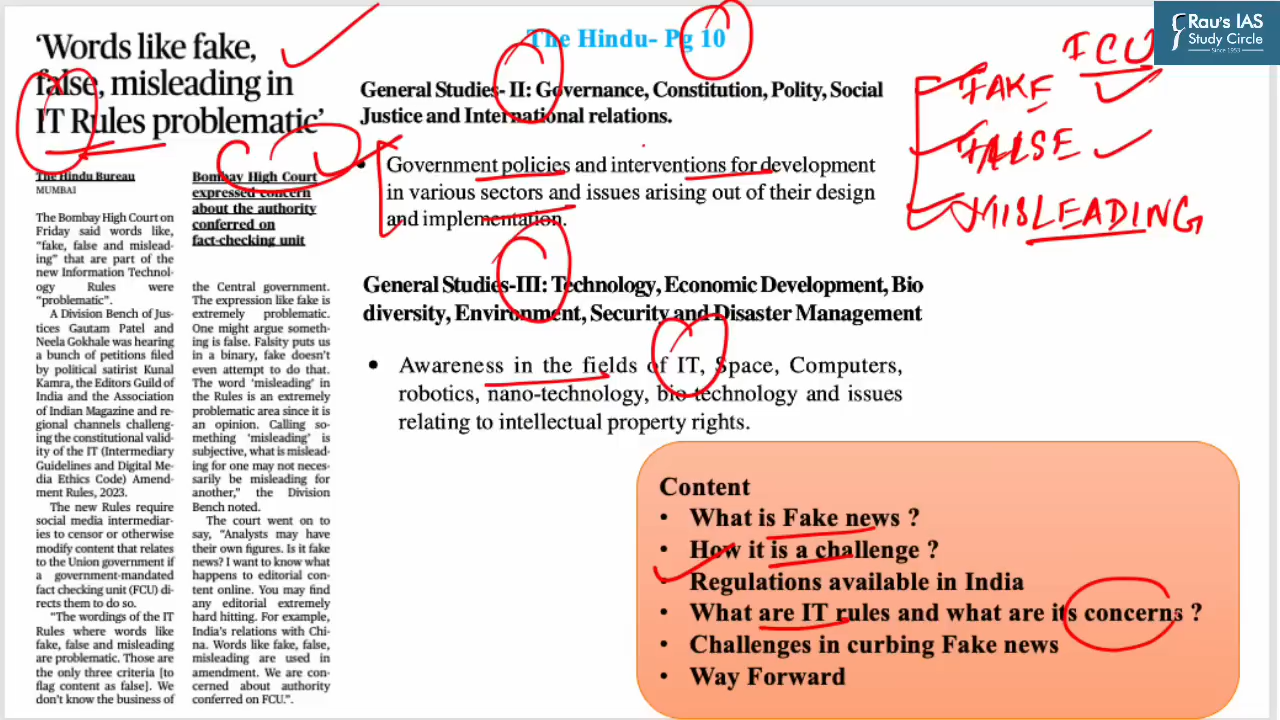 'Words like fake,
false, misleading in
IT Rules problematic'
The Hindu Bureau
MUMBAI
The Bombay High Court on
Friday said words like,
"fake, false and mislead-
ing" that are part of the
new Information Technol-
ogy Rules were
"problematic".
A Division Bench of Jus-
tices Gautam Patel and
Neela Gokhale was hearing
a bunch of petitions filed
by political satirist Kunal
Kamra, the Editors Guild of
India and the Association
of Indian Magazine and re-
gional channels challeng-
ing the constitutional valid-
ity of the IT (Intermediary
Guidelines and Digital Me-
dia Ethics Code) Amend-
ment Rules, 2023.
The new Rules require
social media intermediar-
ies to censor or otherwise
modify content that relates
to the Union government if
a government-mandated
fact checking unit (FCU) di-
rects them to do so.
"The wordings of the IT
Rules where words like
fake, false and misleading
are problematic. Those are
the only three criteria [to
flag content as false]. We
don't know the business of
Bombay High Court
expressed concern
about the authority
conferred on
fact-checking unit
the Central government.
The expression like fake is
extremely problematic.
One might argue someth-
ing is false. Falsity puts us
in a binary, fake doesn't
even attempt to do that.
The word 'misleading' in
the Rules is an extremely
problematic area since it is
an opinion. Calling so-
mething 'misleading' is
subjective, what is mislead-
ing for one may not neces-
sarily be misleading for
another," the Division
Bench noted.
The court went on to
say, "Analysts may have
their own figures. Is it fake
news? I want to know what
happens to editorial con-
tent online. You may find
any editorial extremely
hard hitting. For example,
India's relations with Chi-
na. Words like fake, false,
misleading are used in
amendment. We are con-
cerned about authority
conferred on FCU.".
The Hindu- Pg 10
General Studies- II: Governance, Constitution, Polity, Social
Justice and International relations.
• Government policies and interventions for development
in various sectors and issues arising out of their design
and implementation.
General Studies-III: Technology, Economic Development, Bio
diversity, Environment, Security and Disaster Management
• Awareness in the fields of IT, Space, Computers,
robotics, nano-technology, bio-technology and issues
relating to intellectual property rights.
Rau's IAS
Study Circle
Since 1953
FAKE
FALSE
MISLEADING
Content
• What is Fake news ?
• How it is a challenge ?
• Regulations available in India
• What are IT rules and what are its concerns ?
• Challenges in curbing Fake news
• Way Forward